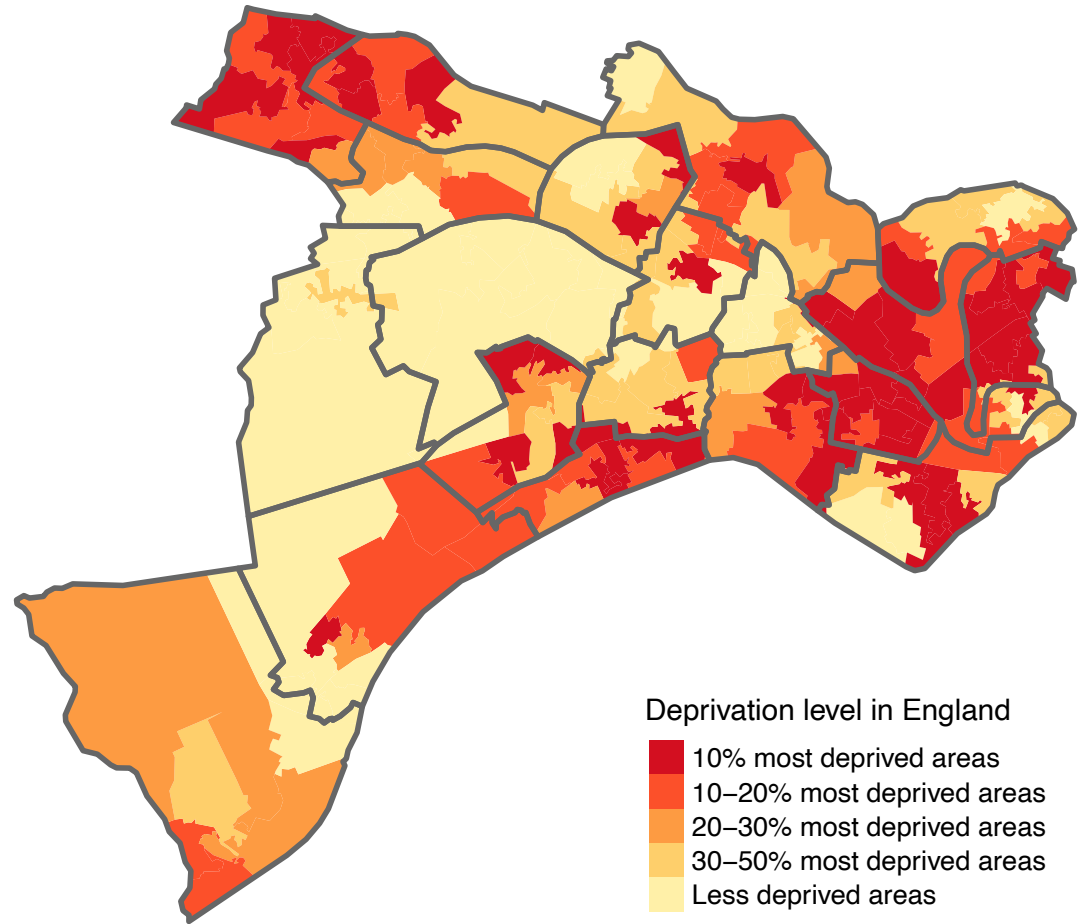 Deprivation level in England
10% most deprived areas
10–20% most deprived areas
20–30% most deprived areas
30–50% most deprived areas
Less deprived areas